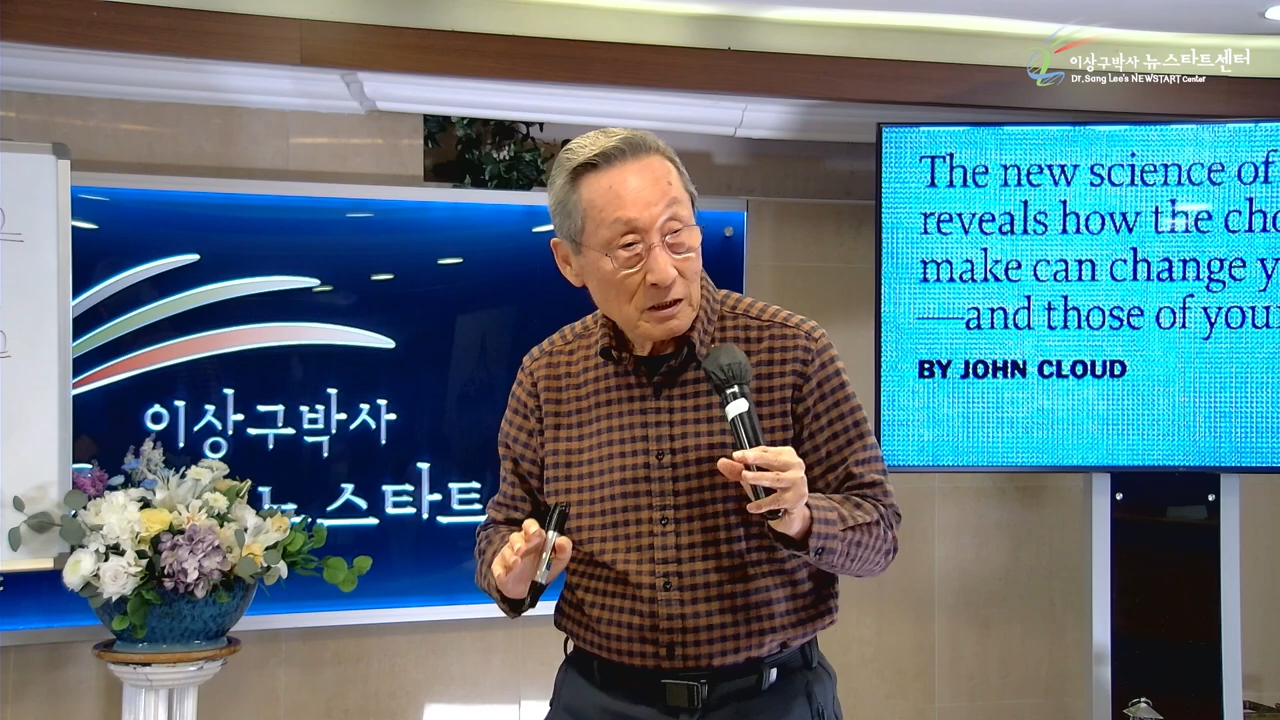 이상구박사 뉴스타트센터
Dr. Sang Lee's NEWSTART Center
The new science of
reveals how the cho
make can change y
—and those of you
BY JOHN CLOUD
이상구박사
뉴 스타트